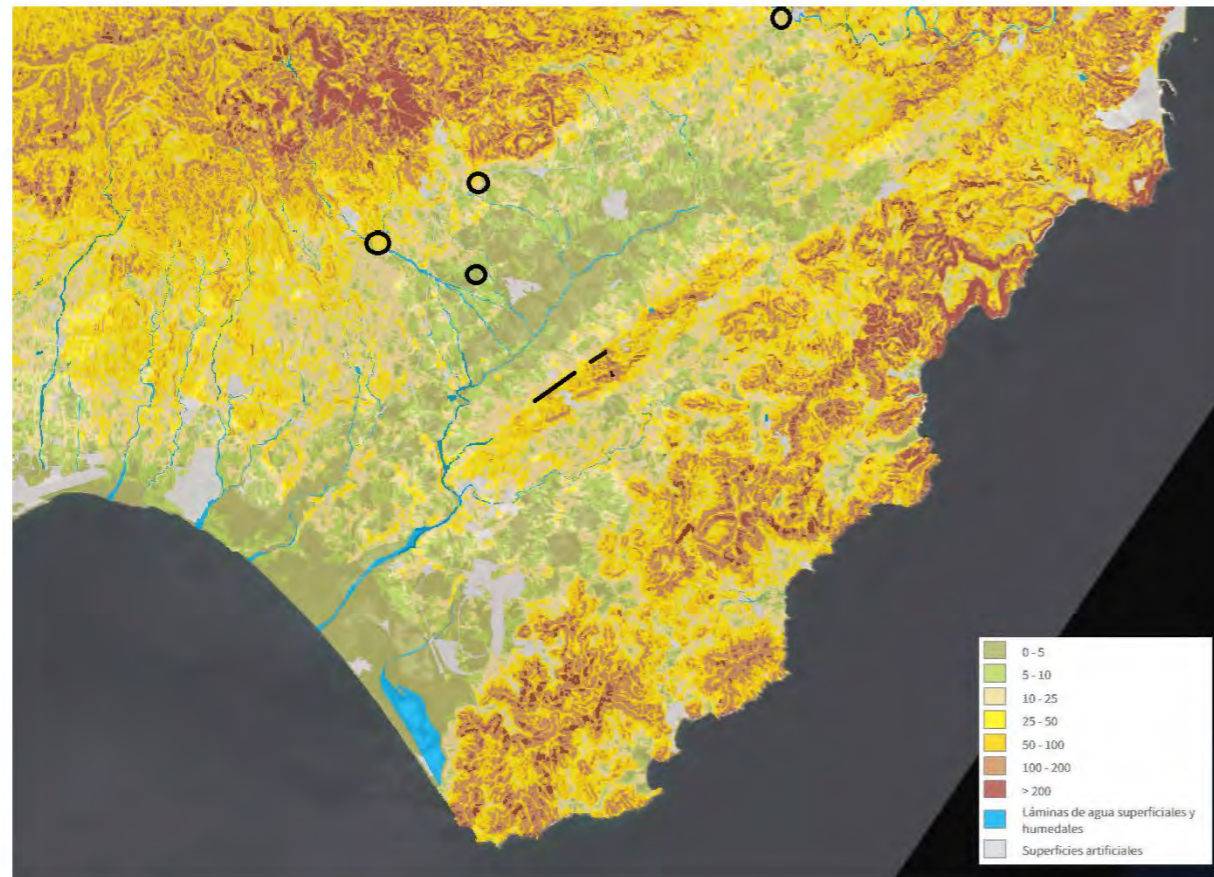 0 - 5
5 - 10
10 - 25
25 - 50
50 - 100
100 - 200
> 200
Láminas de agua superficiales y
humedales
Superficies artificiales